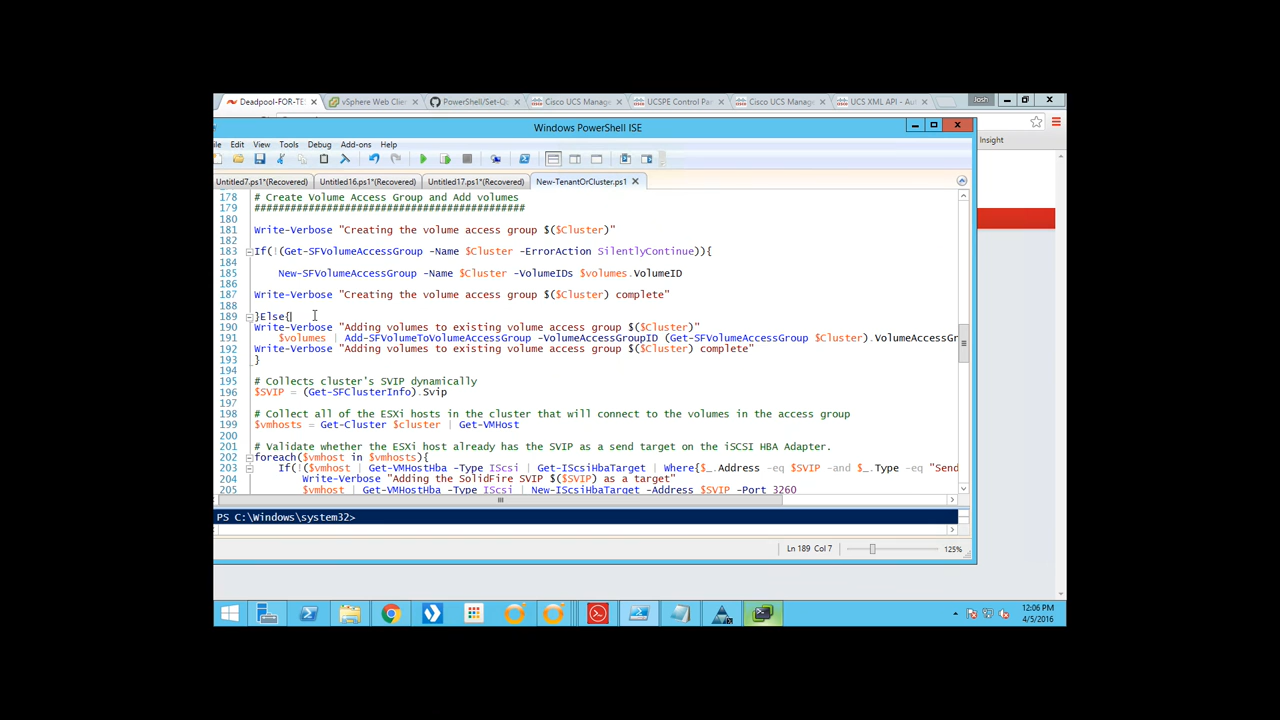 Deadpool-FOR-TE
vSphere Web Clie
PowerShell/Set-Qu
Cisco UCS Manage
UCSPE Control Par
Cisco UCS Manage
UCS XML API - Aut
Josh
Windows PowerShell ISE
Insight
Edit View Tools Debug Add-ons Help
Untitled7.ps1*(Recovered) Untitled16.ps1*(Recovered) Untitled17.ps1*(Recovered) New-TenantOrCluster.ps1
178 # Create Volume Access Group and Add volumes
179 #############################################
180
181 Write-Verbose "Creating the volume access group $($Cluster)"
182
183 If(!(Get-SFVolumeAccessGroup -Name $Cluster -ErrorAction SilentlyContinue)){
184
185 New-SFVolumeAccessGroup -Name $Cluster -VolumeIDs $volumes.VolumeID
186
187 Write-Verbose "Creating the volume access group $($Cluster) complete"
188
189 }Else{
190 Write-Verbose "Adding volumes to existing volume access group $($Cluster)"
191 $volumes | Add-SFVolumeToVolumeAccessGroup -VolumeAccessGroupID (Get-SFVolumeAccessGroup $Cluster).VolumeAccessGr
192 Write-Verbose "Adding volumes to existing volume access group $($Cluster) complete"
193 }
194
195 # Collects cluster's SVIP dynamically
196 $SVIP = (Get-SFClusterInfo).Svip
197
198 # Collect all of the ESXi hosts in the cluster that will connect to the volumes in the access group
199 $vmhosts = Get-Cluster $cluster | Get-VMHost
200
201 # Validate whether the ESXi host already has the SVIP as a send target on the iSCSI HBA Adapter.
202 foreach($vmhost in $vmhosts){
203 If(!($vmhost | Get-VMHostHba -Type IScsi | Get-IScsiHbaTarget | Where{$_.Address -eq $SVIP -and $_.Type -eq "Send
204 Write-Verbose "Adding the SolidFire SVIP $($SVIP) as a target"
205 $vmhost | Get-VMHostHba -Type IScsi | New-IScsiHbaTarget -Address $SVIP -Port 3260
PS C:\Windows\system32>
Ln 189 Col 7 125%
12:06 PM
4/5/2016